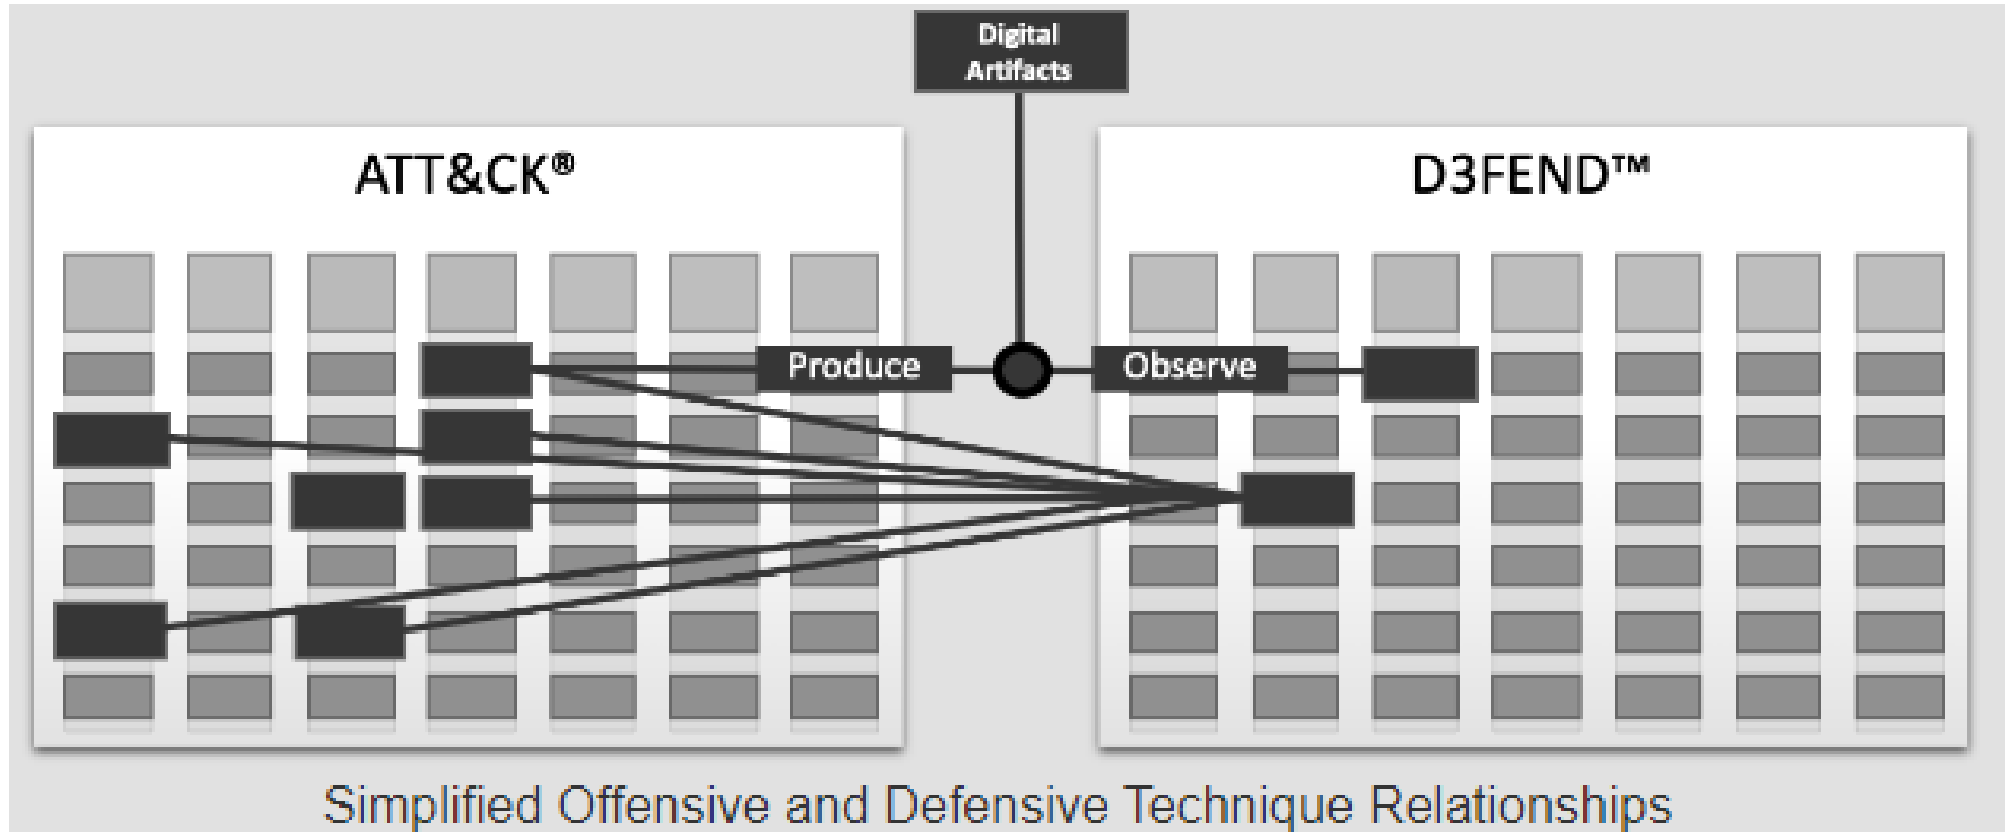 Digital
Artifacts
ATT&CK®
D3FEND™
Produce
Observe
Simplified Offensive and Defensive Technique Relationships